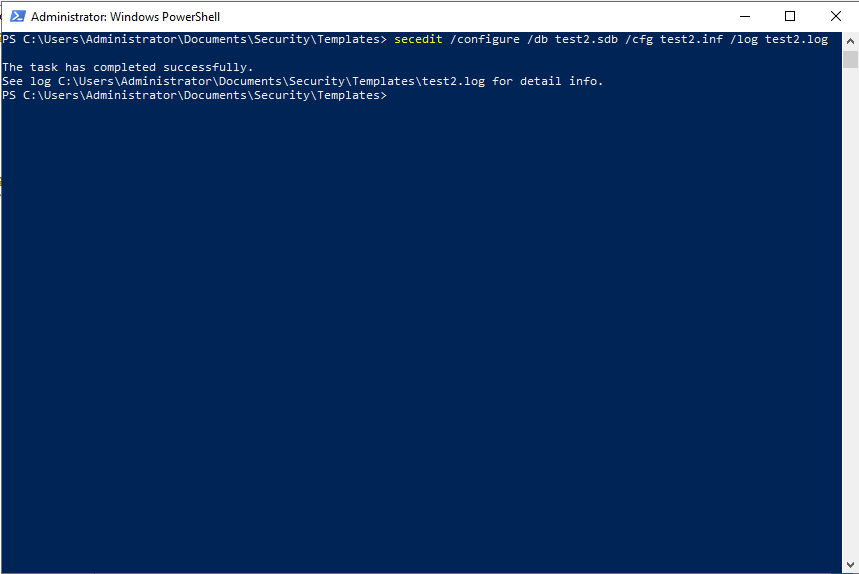 Administrator: Windows PowerShell
PS C:\Users\Administrator\Documents\Security\Templates> secedit /configure /db test2.sdb /cfg test2.inf /log test2.log
The task has completed successfully.
See log C:\Users\Administrator\Documents\Security\Templates\test2.log for detail info.
PS C:\Users\Administrator\Documents\Security\Templates>